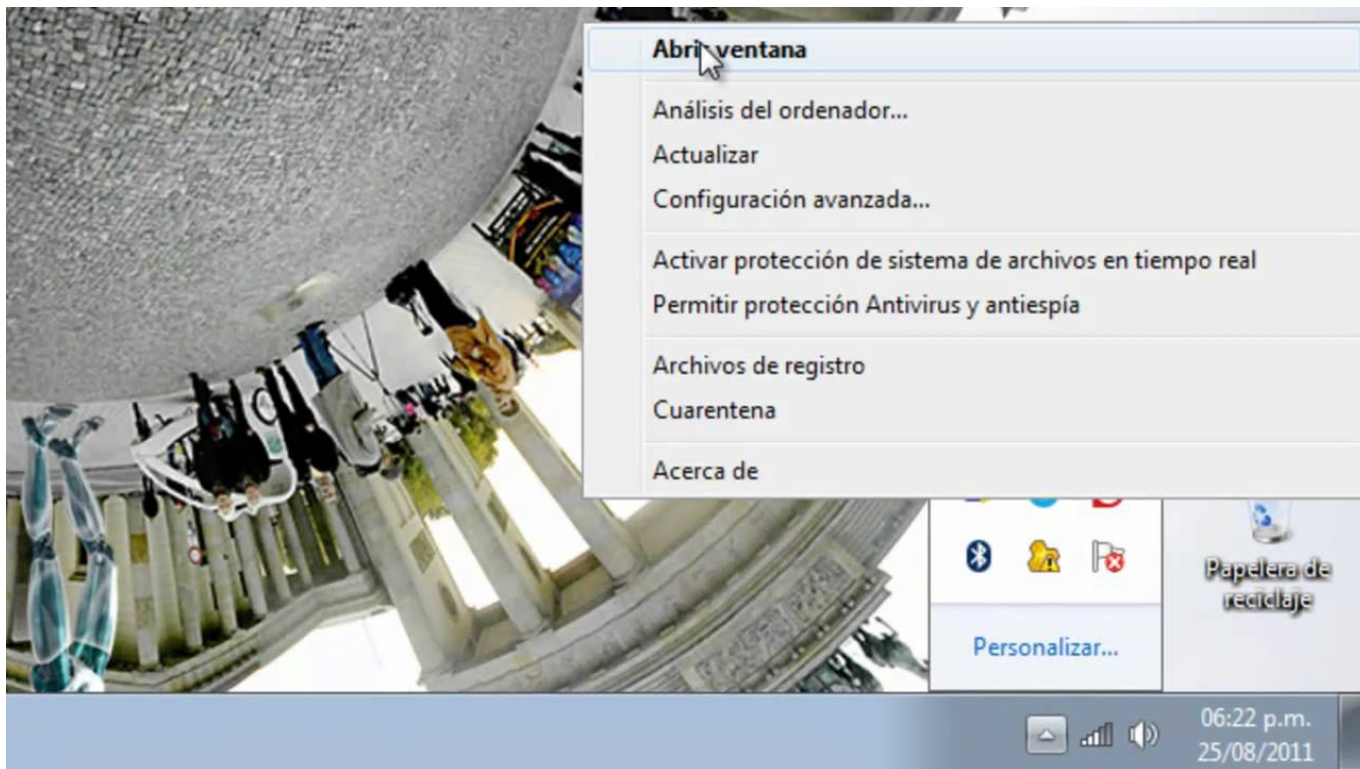 Abrir ventana
Análisis del ordenador...
Actualizar
Configuración avanzada...
Activar protección de sistema de archivos en tiempo real
Permitir protección Antivirus y antiespía
Archivos de registro
Cuarentena
Acerca de
Papelera de
reciclaje
Personalizar...
06:22 p.m.
25/08/2011